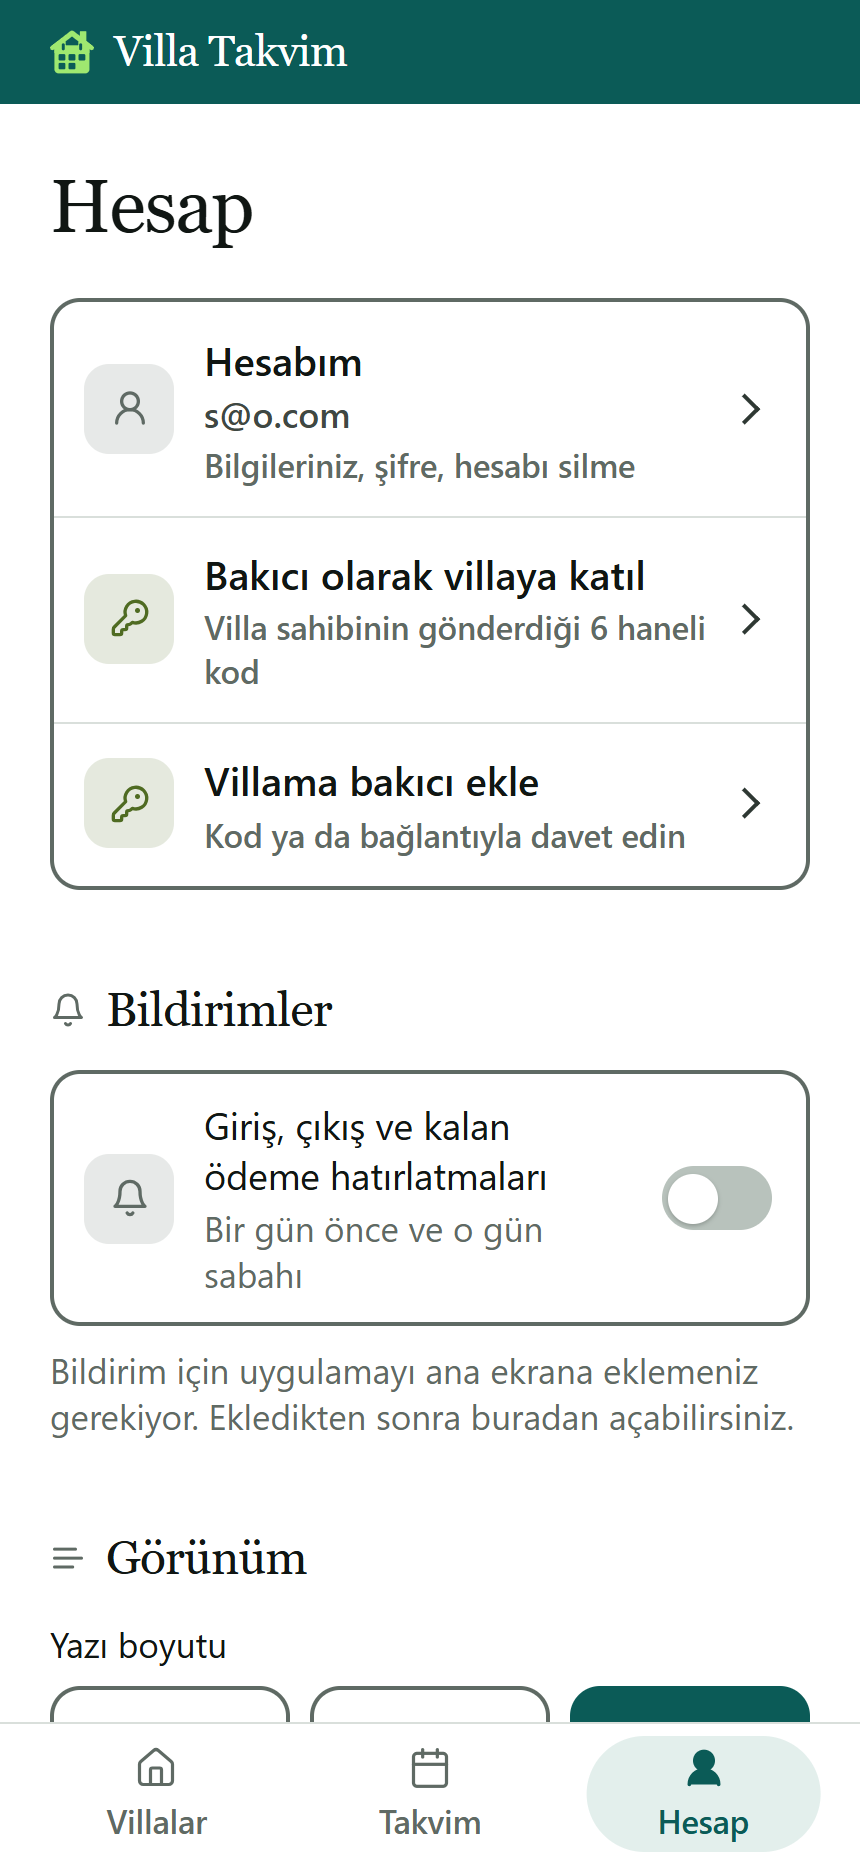 Villa Takvim
Hesap
Hesabım
s@o.com
Bilgileriniz, şifre, hesabı silme
Bakıcı olarak villaya katıl
Villa sahibinin gönderdiği 6 haneli
kod
Villama bakıcı ekle
Kod ya da bağlantıyla davet edin
Bildirimler
Giriş, çıkış ve kalan
ödeme hatırlatmaları
Bir gün önce ve o gün
sabahı
Bildirim için uygulamayı ana ekrana eklemeniz
gerekiyor. Ekledikten sonra buradan açabilirsiniz.
Görünüm
Yazı boyutu
Villalar
Takvim
Hesap